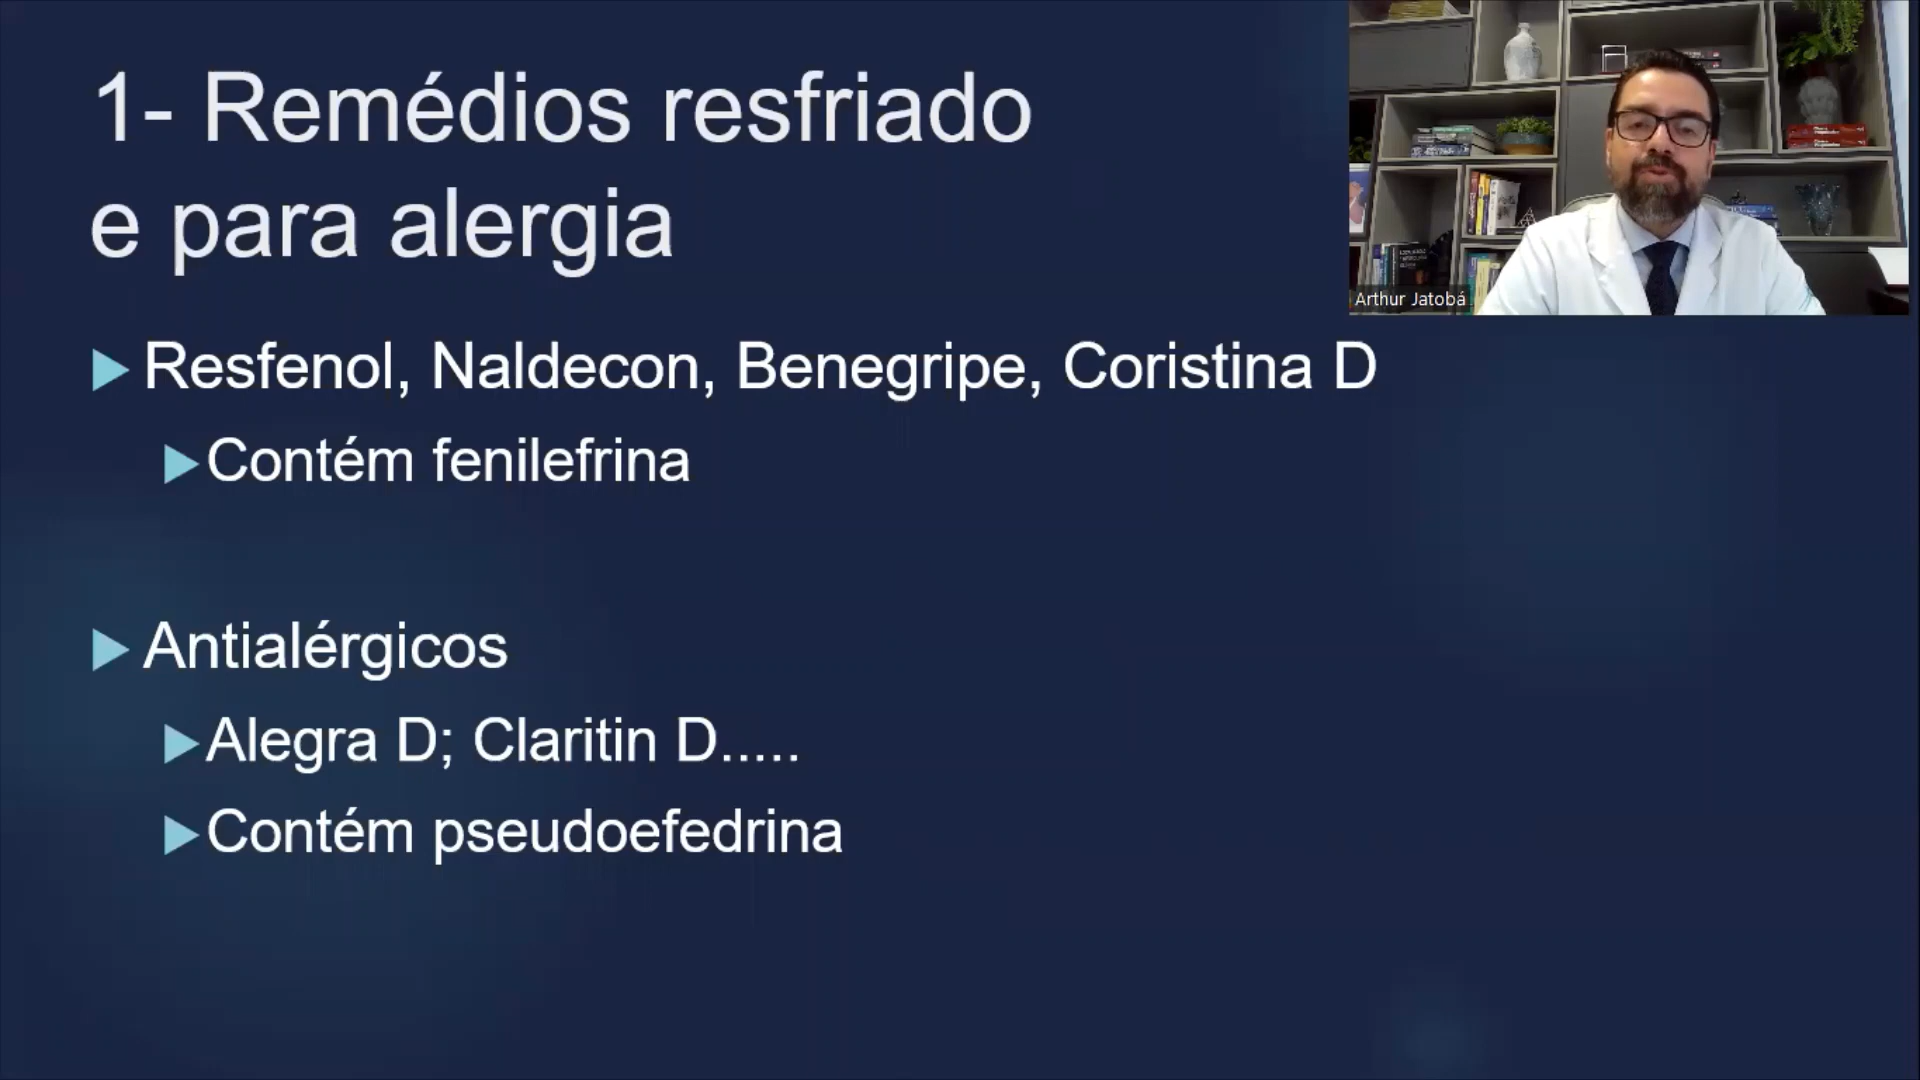 1- Remédios resfriado
e para alergia
Resfenol, Naldecon, Benegripe, Coristina D
Contém fenilefrina
Antialérgicos
Alegra D; Claritin D.....
Contém pseudoefedrina
Arthur Jatobá